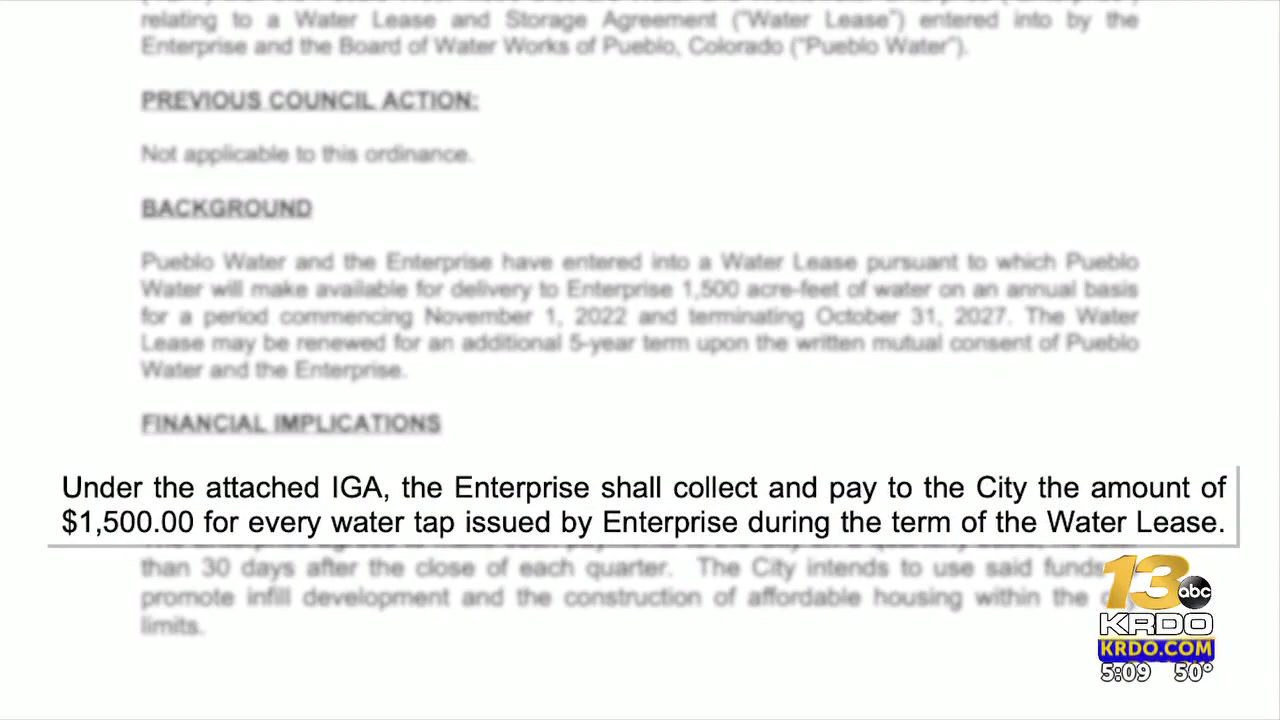 relating to a Water Lease and Storage Agreement ("Water Lease") entered into by the
Enterprise and the Board of Water Works of Pueblo, Colorado ("Pueblo Water").
PREVIOUS COUNCIL ACTION:
Not applicable to this ordinance.
BACKGROUND
Pueblo Water and the Enterprise have entered into a Water Lease pursuant to which Pueblo
Water will make available for delivery to Enterprise 1,500 acre-feet of water on an annual basis
for a period commencing November 1, 2022 and terminating October 31, 2027. The Water
Lease may be renewed for an additional 5-year term upon the written mutual consent of Pueblo
Water and the Enterprise.
FINANCIAL IMPLICATIONS
Under the attached IGA, the Enterprise shall collect and pay to the City the amount of
$1,500.00 for every water tap issued by Enterprise during the term of the Water Lease.
than 30 days after the close of each quarter. The City intends to use said funds
promote infill development and the construction of affordable housing within the
limits.
13 abc
KRDO
KRDO.COM
5:09 50°